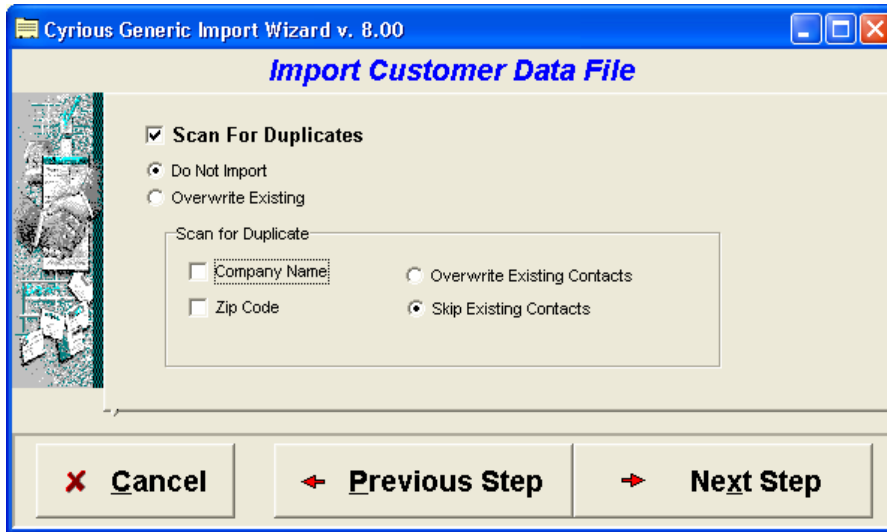 Cyrious Generic Import Wizard v. 8.00
Import Customer Data File
Scan For Duplicates
Do Not Import
Overwrite Existing
Scan for Duplicate
Company Name
Overwrite Existing Contacts
Zip Code
Skip Existing Contacts
Cancel
Previous Step
Next Step